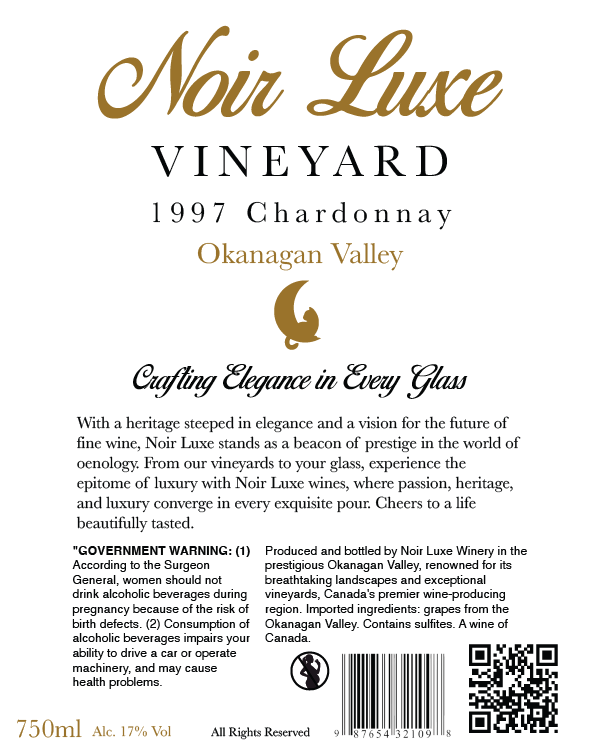 Noir Luxe
VINEYARD
1997 Chardonnay
Okanagan Valley
Crafting Elegance in Every Glass
With a heritage steeped in elegance and a vision for the future of
fine wine, Noir Luxe stands as a beacon of prestige in the world of
oenology. From our vineyards to your glass, experience the
epitome of luxury with Noir Luxe wines, where passion, heritage,
and luxury converge in every exquisite pour. Cheers to a life
beautifully tasted.
"GOVERNMENT WARNING: (1)
According to the Surgeon
General, women should not
drink alcoholic beverages during
pregnancy because of the risk of
birth defects. (2) Consumption of
alcoholic beverages impairs your
ability to drive a car or operate
machinery, and may cause
health problems.
Produced and bottled by Noir Luxe Winery in the
prestigious Okanagan Valley, renowned for its
breathtaking landscapes and exceptional
vineyards, Canada's premier wine-producing
region. Imported ingredients: grapes from the
Okanagan Valley. Contains sulfites. A wine of
Canada.
750ml Alc. 17% Vol
All Rights Reserved
9 87654 32109 8